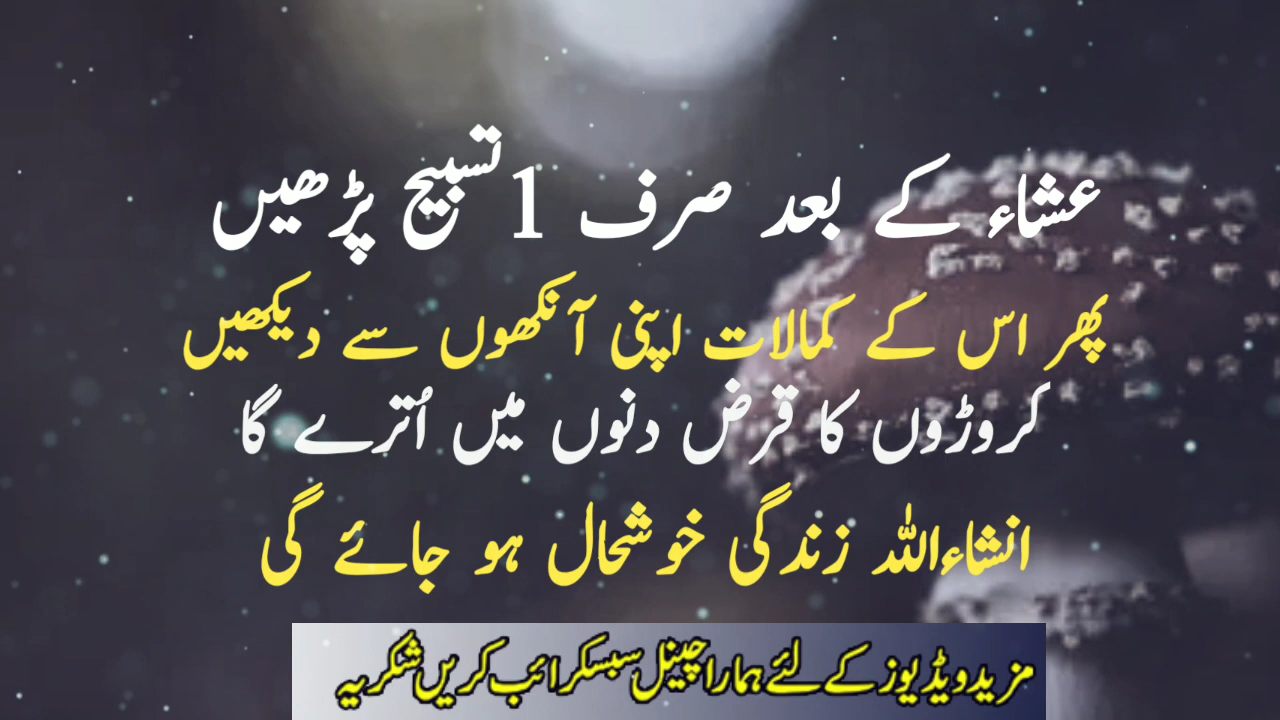 عشاء کے بعد صرف 1 تسبیح پڑھیں
پھر اس کے کمالات اپنی آنکھوں سے دیکھیں
کروڑوں کا قرض دنوں میں اُترے گا
انشاءاللہ زندگی خوشحال ہو جائے گی
مزید ویڈیوز کے لئے ہمارا چینل سبسکرائب کریں شکریہ